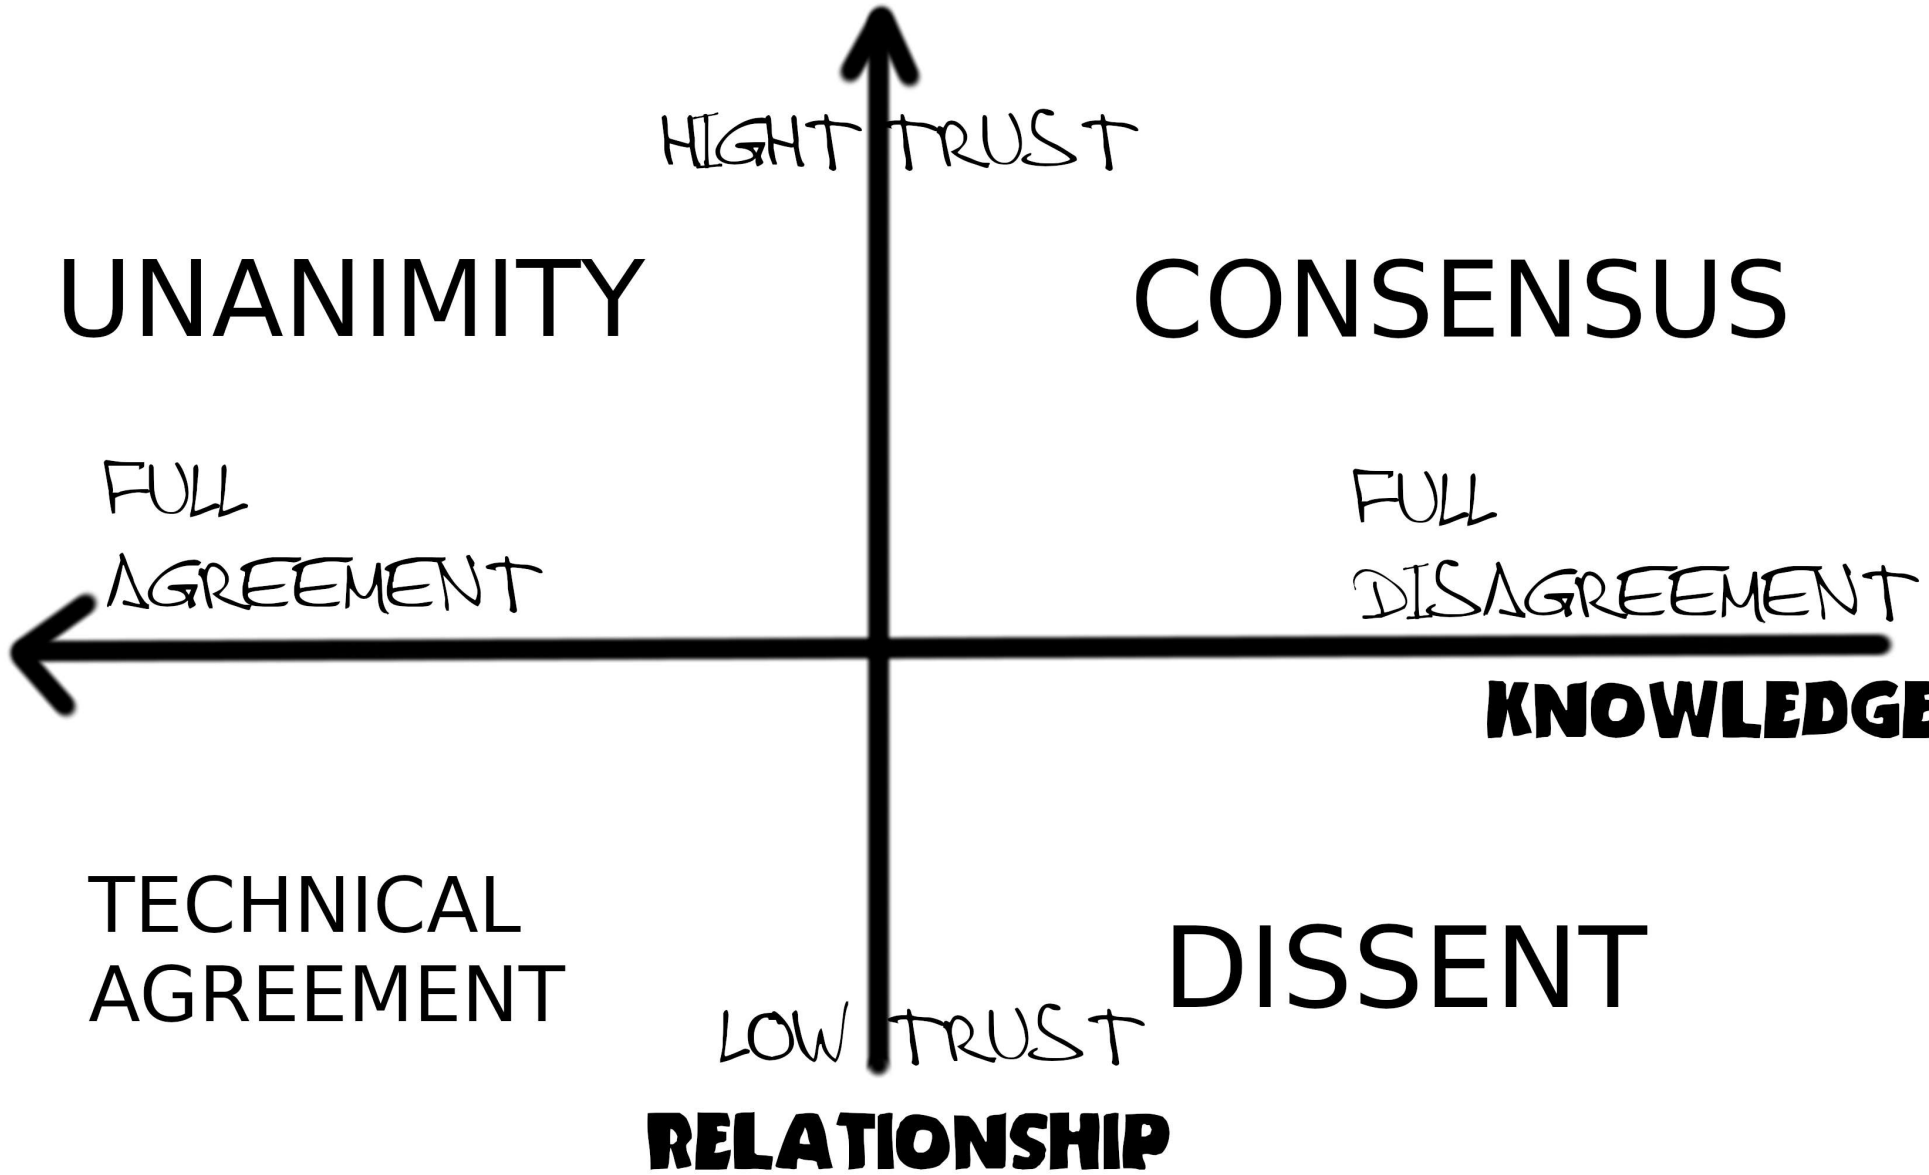 HIGHT TRUST
UNANIMITY
CONSENSUS
FULL
AGREEMENT
FULL
DISAGREEMENT
KNOWLEDGE
TECHNICAL
AGREEMENT
DISSENT
LOW TRUST
RELATIONSHIP